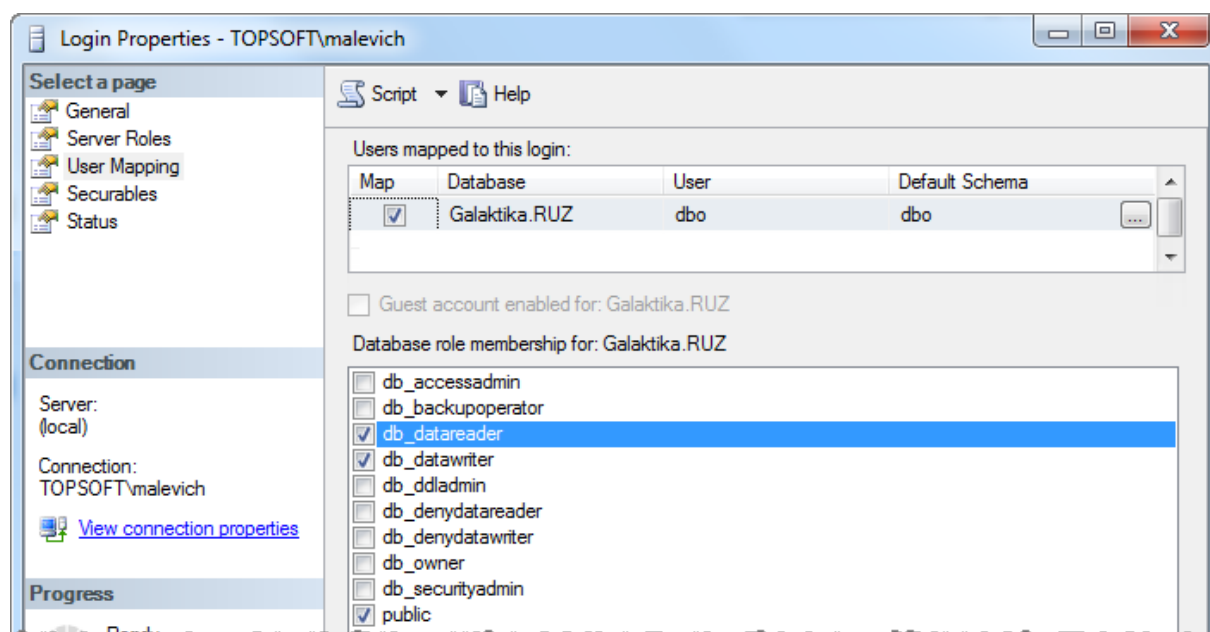 Login Properties - TOPSOFT\malevich
Select a page
General
Server Roles
User Mapping
Securables
Status
Script Help
Users mapped to this login:
Map Database User Default Schema
Galaktika.RUZ dbo dbo ...
Guest account enabled for: Galaktika.RUZ
Database role membership for: Galaktika.RUZ
db_accessadmin
db_backupoperator
db_datareader
db_datawriter
db_ddladmin
db_denydatareader
db_denydatawriter
db_owner
db_securityadmin
public
Connection
Server:
(local)
Connection:
TOPSOFT\malevich
View connection properties
Progress